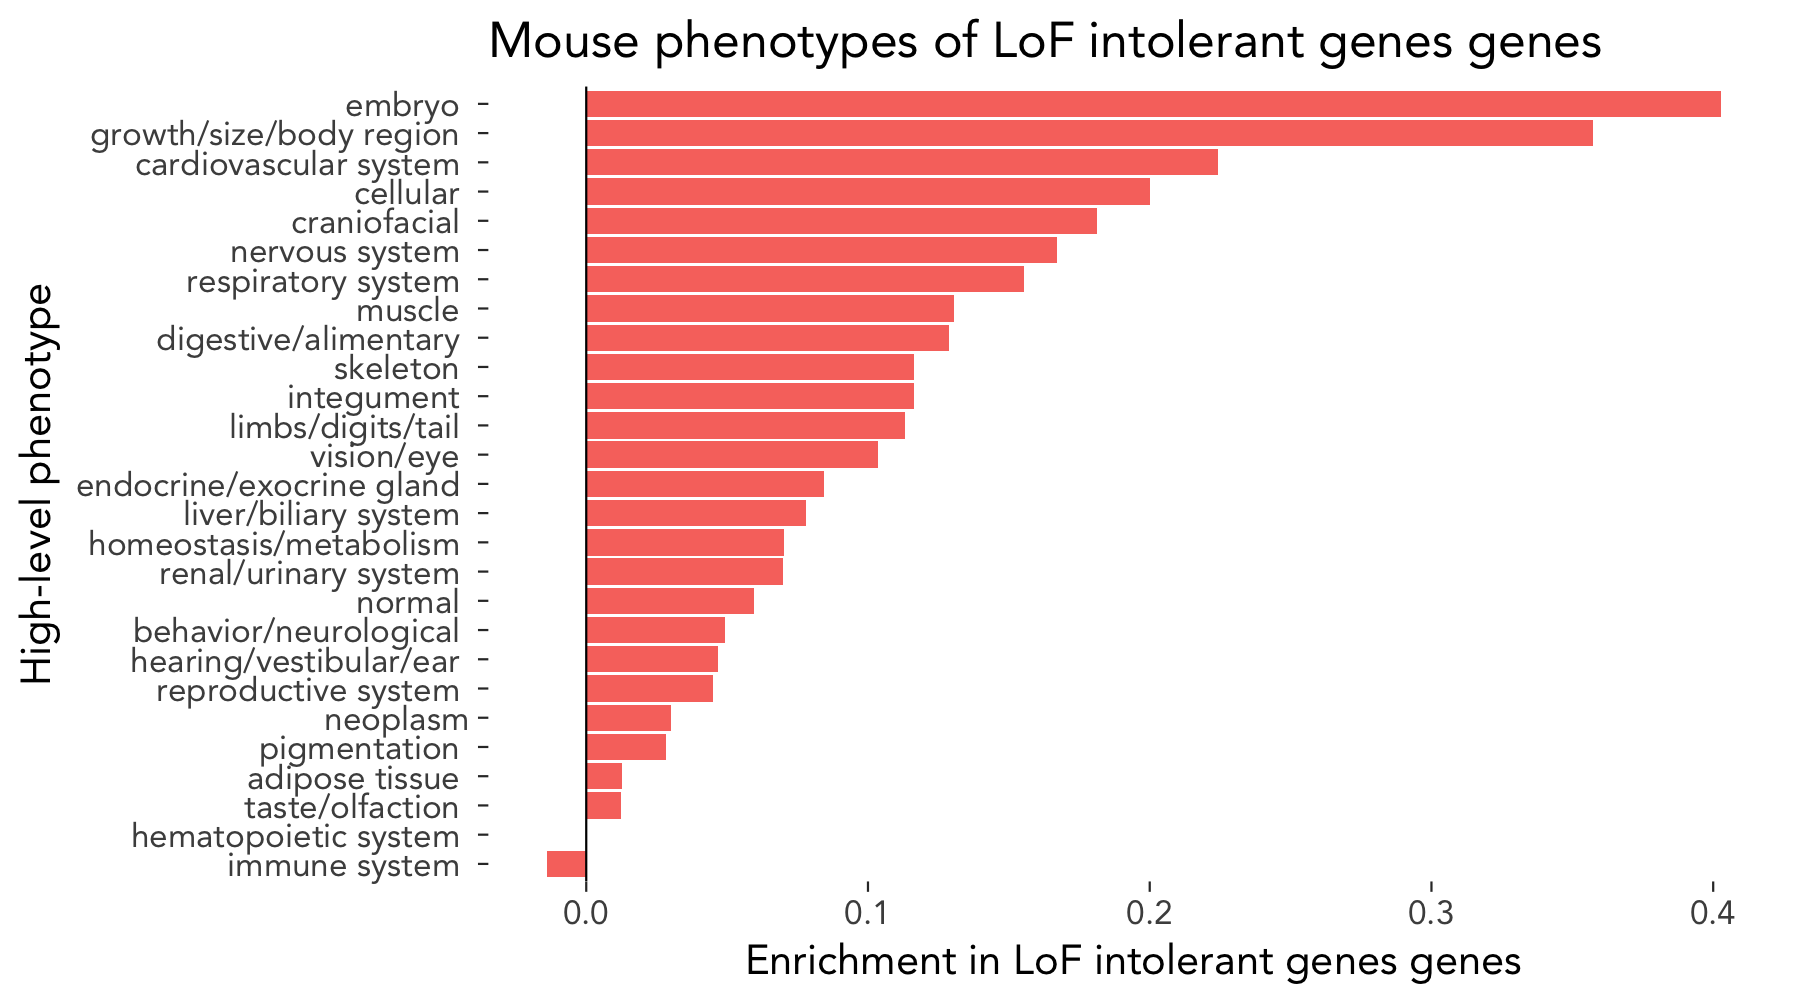 Mouse phenotypes of LoF intolerant genes genes
High-level phenotype
embryo
growth/size/body region
cardiovascular system
cellular
craniofacial
nervous system
respiratory system
muscle
digestive/alimentary
skeleton
integument
limbs/digits/tail
vision/eye
endocrine/exocrine gland
liver/biliary system
homeostasis/metabolism
renal/urinary system
normal
behavior/neurological
hearing/vestibular/ear
reproductive system
neoplasm
pigmentation
adipose tissue
taste/olfaction
hematopoietic system
immune system
0.0 0.1 0.2 0.3 0.4
Enrichment in LoF intolerant genes genes